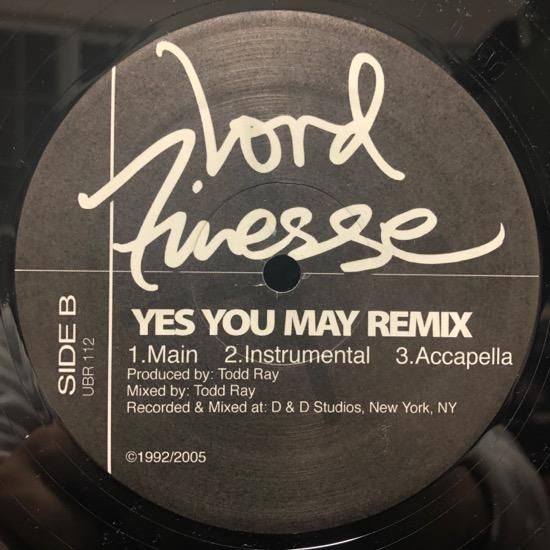 Lord
Finesse
YES YOU MAY REMIX
1.Main 2.Instrumental 3.Accapella
Produced by: Todd Ray
Mixed by: Todd Ray
Recorded & Mixed at: D & D Studios, New York, NY
©1992/2005
SIDE B
UBR 112